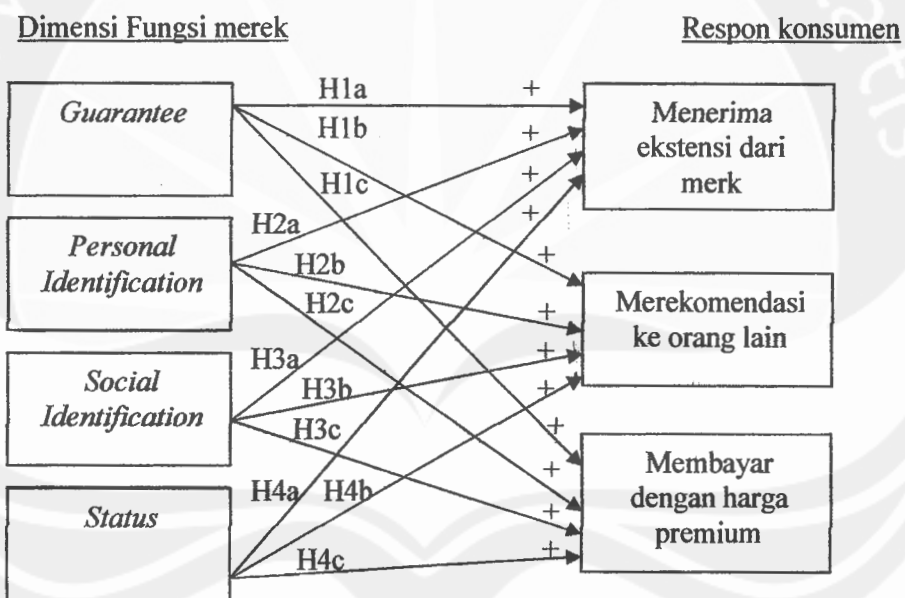 Dimensi Fungsi merek
Respon konsumen
Guarantee
H1a
+
Menerima
ekstensi dari
merk
H1b
+
H1c
+
+
Personal
Identification
H2a
H2b
H2c
+
Merekomendasi
ke orang lain
+
+
+
Social
Identification
H3a
H3b
H3c
+
Membayar
dengan harga
premium
+
+
+
Status
H4a
H4b
H4c